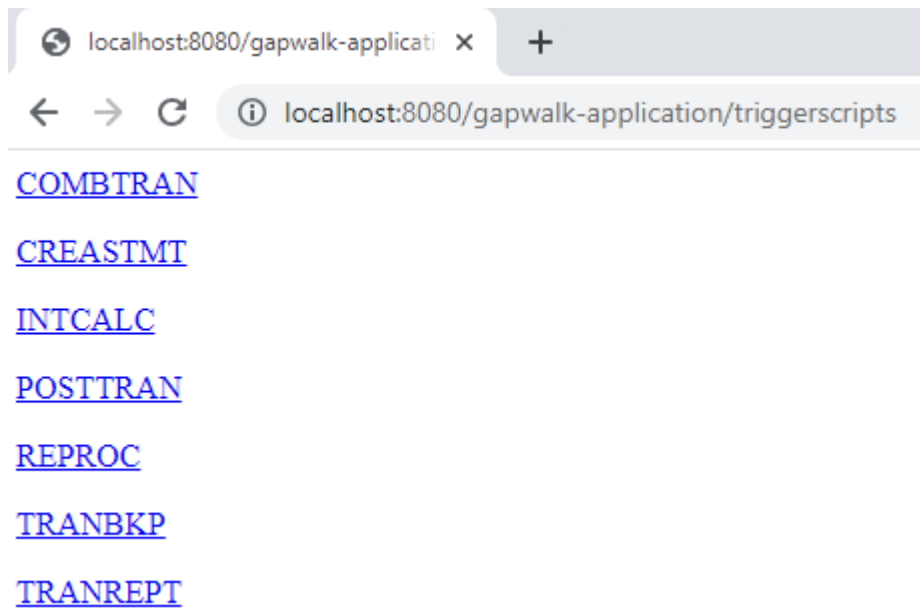 localhost:8080/gapwalk-applicati
localhost:8080/gapwalk-application/triggerscripts
COMBTRAN
CREASTMT
INTCALC
POSTTRAN
REPROC
TRANBKP
TRANREPT